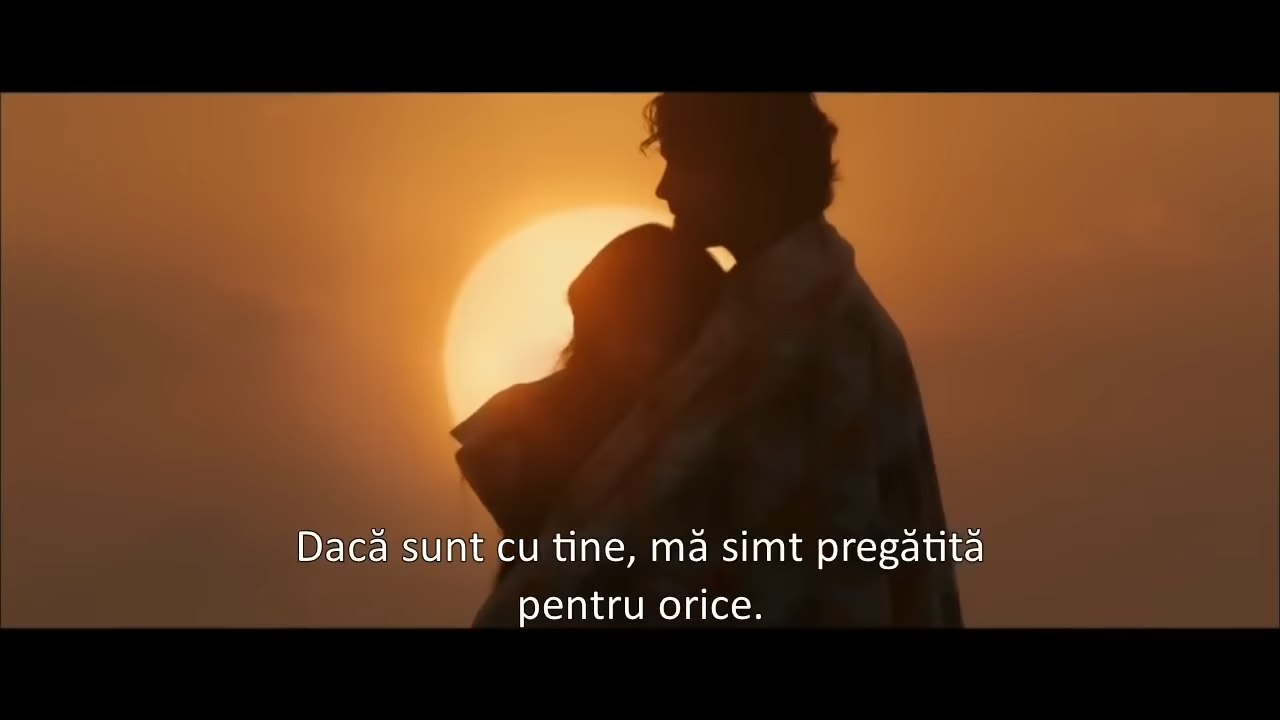 Dacă sunt cu tine, mă simt pregătită
pentru orice.